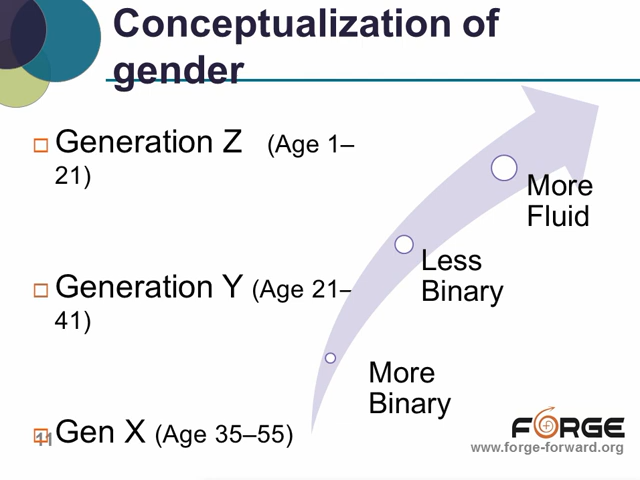 Conceptualization of
gender
Generation Z (Age 1–
21)
More
Fluid
Less
Binary
Generation Y (Age 21–
41)
More
Binary
11
Gen X (Age 35–55)
FORGE
www.forge-forward.org